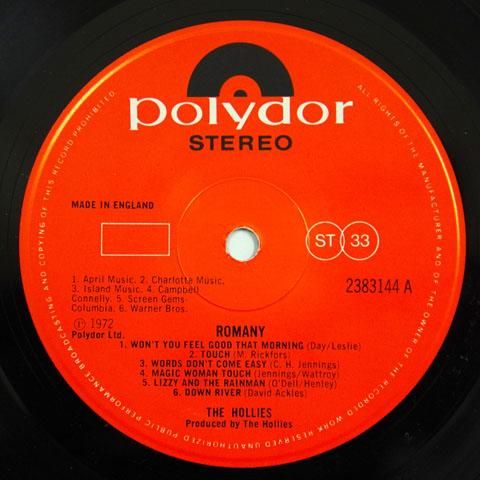 polydor
STEREO
MADE IN ENGLAND
ST 33
1. April Music. 2. Charlotte Music.
3. Island Music. 4. Campbell
Connelly. 5. Screen Gems-
Columbia. 6. Warner Bros.
2383144 A
℗ 1972
Polydor Ltd.
ROMANY
1. WON'T YOU FEEL GOOD THAT MORNING (Day/Leslie)
2. TOUCH (M. Rickfors)
3. WORDS DON'T COME EASY (C. H. Jennings)
4. MAGIC WOMAN TOUCH (Jennings/Wattroy)
5. LIZZY AND THE RAINMAN (O'Dell/Henley)
6. DOWN RIVER (David Ackles)
THE HOLLIES
Produced by The Hollies
ALL RIGHTS OF THE MANUFACTURER AND OF THE OWNER OF THE RECORDED WORK RESERVED UNAUTHORIZED PUBLIC PERFORMANCE BROADCASTING AND COPYING OF THIS RECORD PROHIBITED.